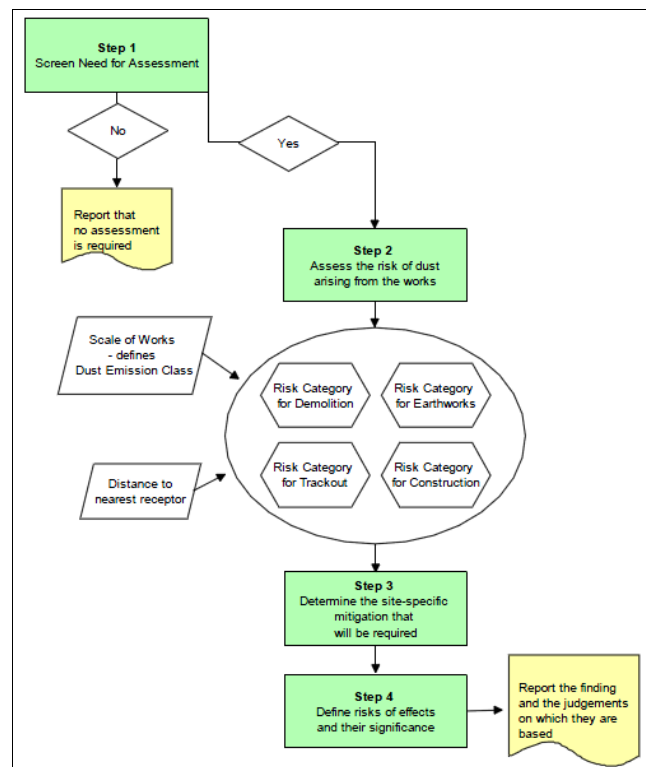 Step 1
Screen Need for Assessment
No
Yes
Report that
no assessment
is required
Step 2
Assess the risk of dust
arising from the works
Scale of Works
- defines
Dust Emission Class
Risk Category
for Demolition
Risk Category
for Earthworks
Distance to
nearest receptor
Risk Category
for Trackout
Risk Category
for Construction
Step 3
Determine the site-specific
mitigation that
will be required
Step 4
Define risks of effects
and their significance
Report the finding
and the judgements
on which they are
based